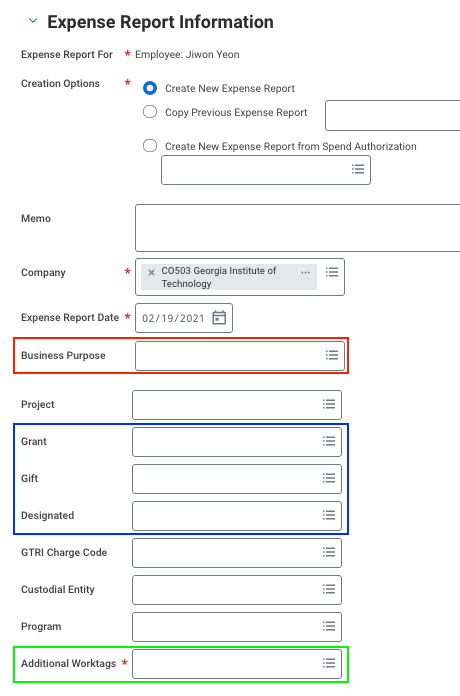 Expense Report Information
Expense Report For * Employee: Jiwon Yeon
Creation Options * Create New Expense Report
Copy Previous Expense Report
Create New Expense Report from Spend Authorization
Memo
Company * × CO503 Georgia Institute of ...
Technology
Expense Report Date * 02/19/2021
Business Purpose
Project
Grant
Gift
Designated
GTRI Charge Code
Custodial Entity
Program
Additional Worktags *